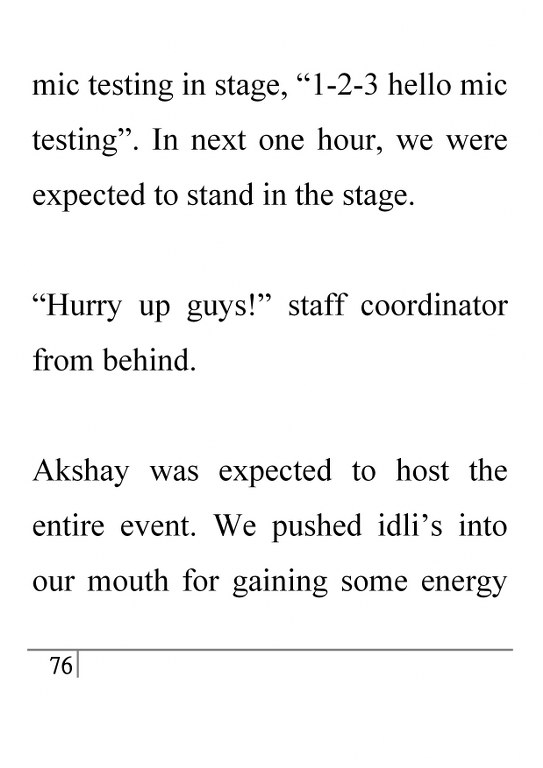 mic testing in stage, “1-2-3 hello mic
testing”. In next one hour, we were
expected to stand in the stage.
“Hurry up guys!” staff coordinator
from behind.
Akshay was expected to host the
entire event. We pushed idli’s into
our mouth for gaining some energy
76